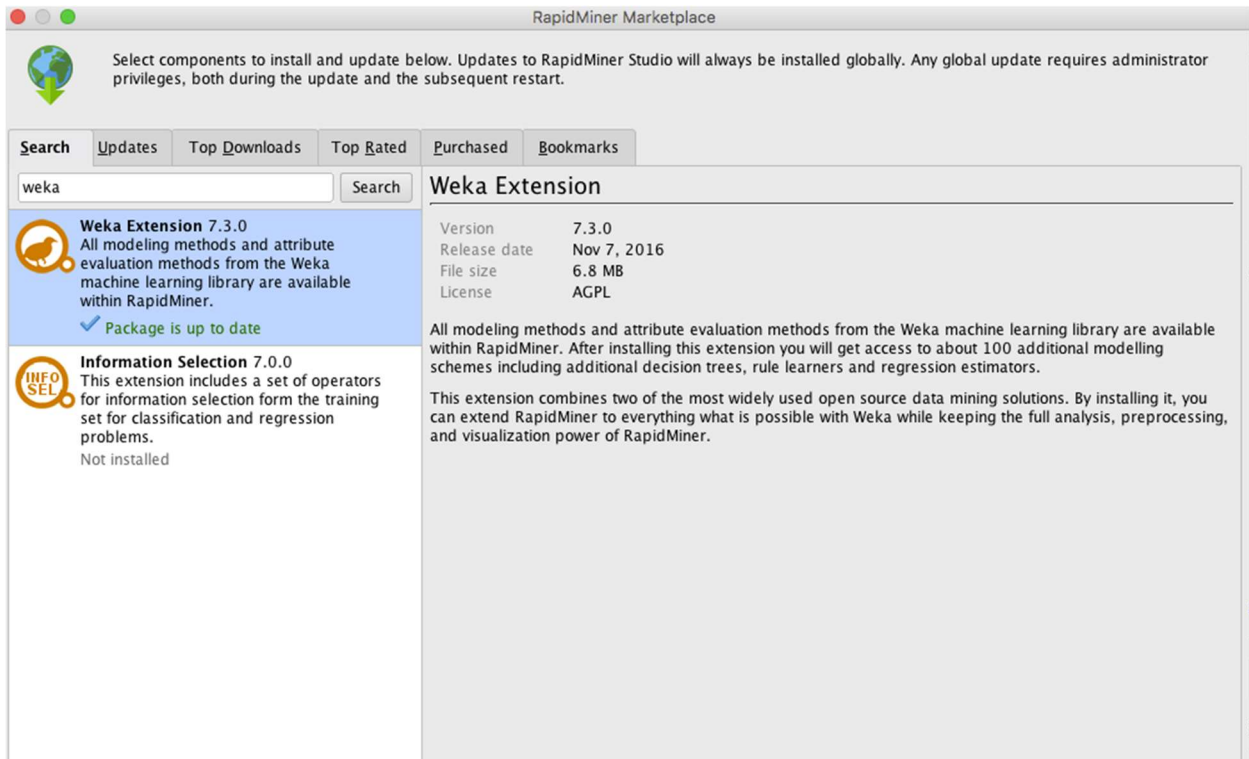 RapidMiner Marketplace
Select components to install and update below. Updates to RapidMiner Studio will always be installed globally. Any global update requires administrator
privileges, both during the update and the subsequent restart.
Search
Updates
Top Downloads
Top Rated
Purchased
Bookmarks
weka
Search
Weka Extension 7.3.0
All modeling methods and attribute
evaluation methods from the Weka
machine learning library are available
within RapidMiner.
Package is up to date
INFO
SEL
Information Selection 7.0.0
This extension includes a set of operators
for information selection form the training
set for classification and regression
problems.
Not installed
Weka Extension
Version 7.3.0
Release date Nov 7, 2016
File size 6.8 MB
License AGPL
All modeling methods and attribute evaluation methods from the Weka machine learning library are available
within RapidMiner. After installing this extension you will get access to about 100 additional modelling
schemes including additional decision trees, rule learners and regression estimators.
This extension combines two of the most widely used open source data mining solutions. By installing it, you
can extend RapidMiner to everything what is possible with Weka while keeping the full analysis, preprocessing,
and visualization power of RapidMiner.